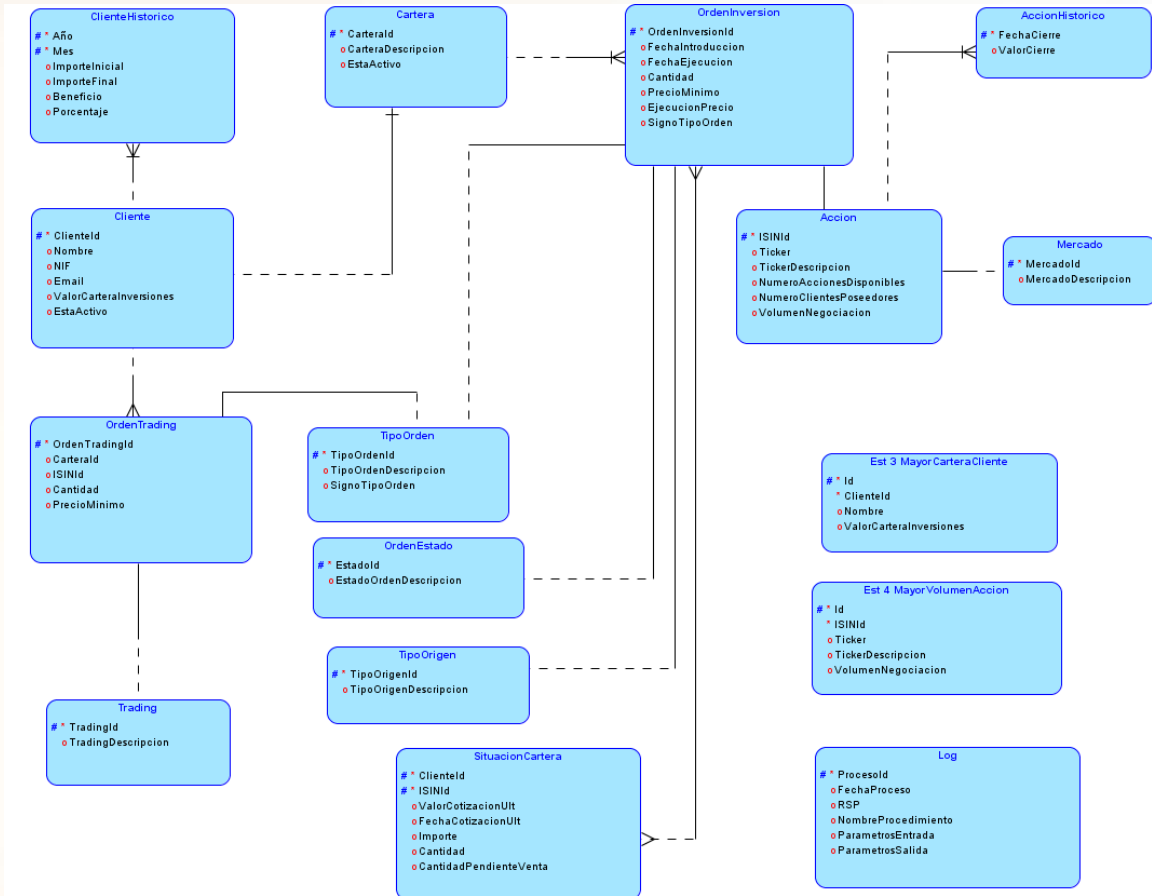 ClienteHistorico
# * Año
# * Mes
o ImporteInicial
o ImporteFinal
o Beneficio
o Porcentaje
Cartera
# * CarteraId
o CarteraDescripcion
o EstaActivo
OrdenInversion
# * OrdenInversionId
o FechaIntroduccion
o FechaEjecucion
o Cantidad
o PrecioMinimo
o EjecucionPrecio
o SignoTipoOrden
AccionHistorico
# * FechaCierre
o ValorCierre
Cliente
# * ClienteId
o Nombre
o NIF
o Email
o ValorCarteraInversiones
o EstaActivo
Accion
# * ISINId
o Ticker
o TickerDescripcion
o NumeroAccionesDisponibles
o NumeroClientesPoseedores
o VolumenNegociacion
Mercado
# * MercadoId
o MercadoDescripcion
OrdenTrading
# * OrdenTradingId
o CarteraId
o ISINId
o Cantidad
o PrecioMinimo
TipoOrden
# * TipoOrdenId
o TipoOrdenDescripcion
o SignoTipoOrden
Est 3 MayorCarteraCliente
# * Id
* ClienteId
o Nombre
o ValorCarteraInversiones
OrdenEstado
# * EstadoId
o EstadoOrdenDescripcion
Est 4 MayorVolumenAccion
# * Id
* ISINId
o Ticker
o TickerDescripcion
o VolumenNegociacion
TipoOrigen
# * TipoOrigenId
o TipoOrigenDescripcion
Trading
# * TradingId
o TradingDescripcion
SituacionCartera
# * ClienteId
# * ISINId
o ValorCotizacionUlt
o FechaCotizacionUlt
o Importe
o Cantidad
o CantidadPendienteVenta
Log
# * ProcesoId
o FechaProceso
o RSP
o NombreProcedimiento
o ParametrosEntrada
o ParametrosSalida